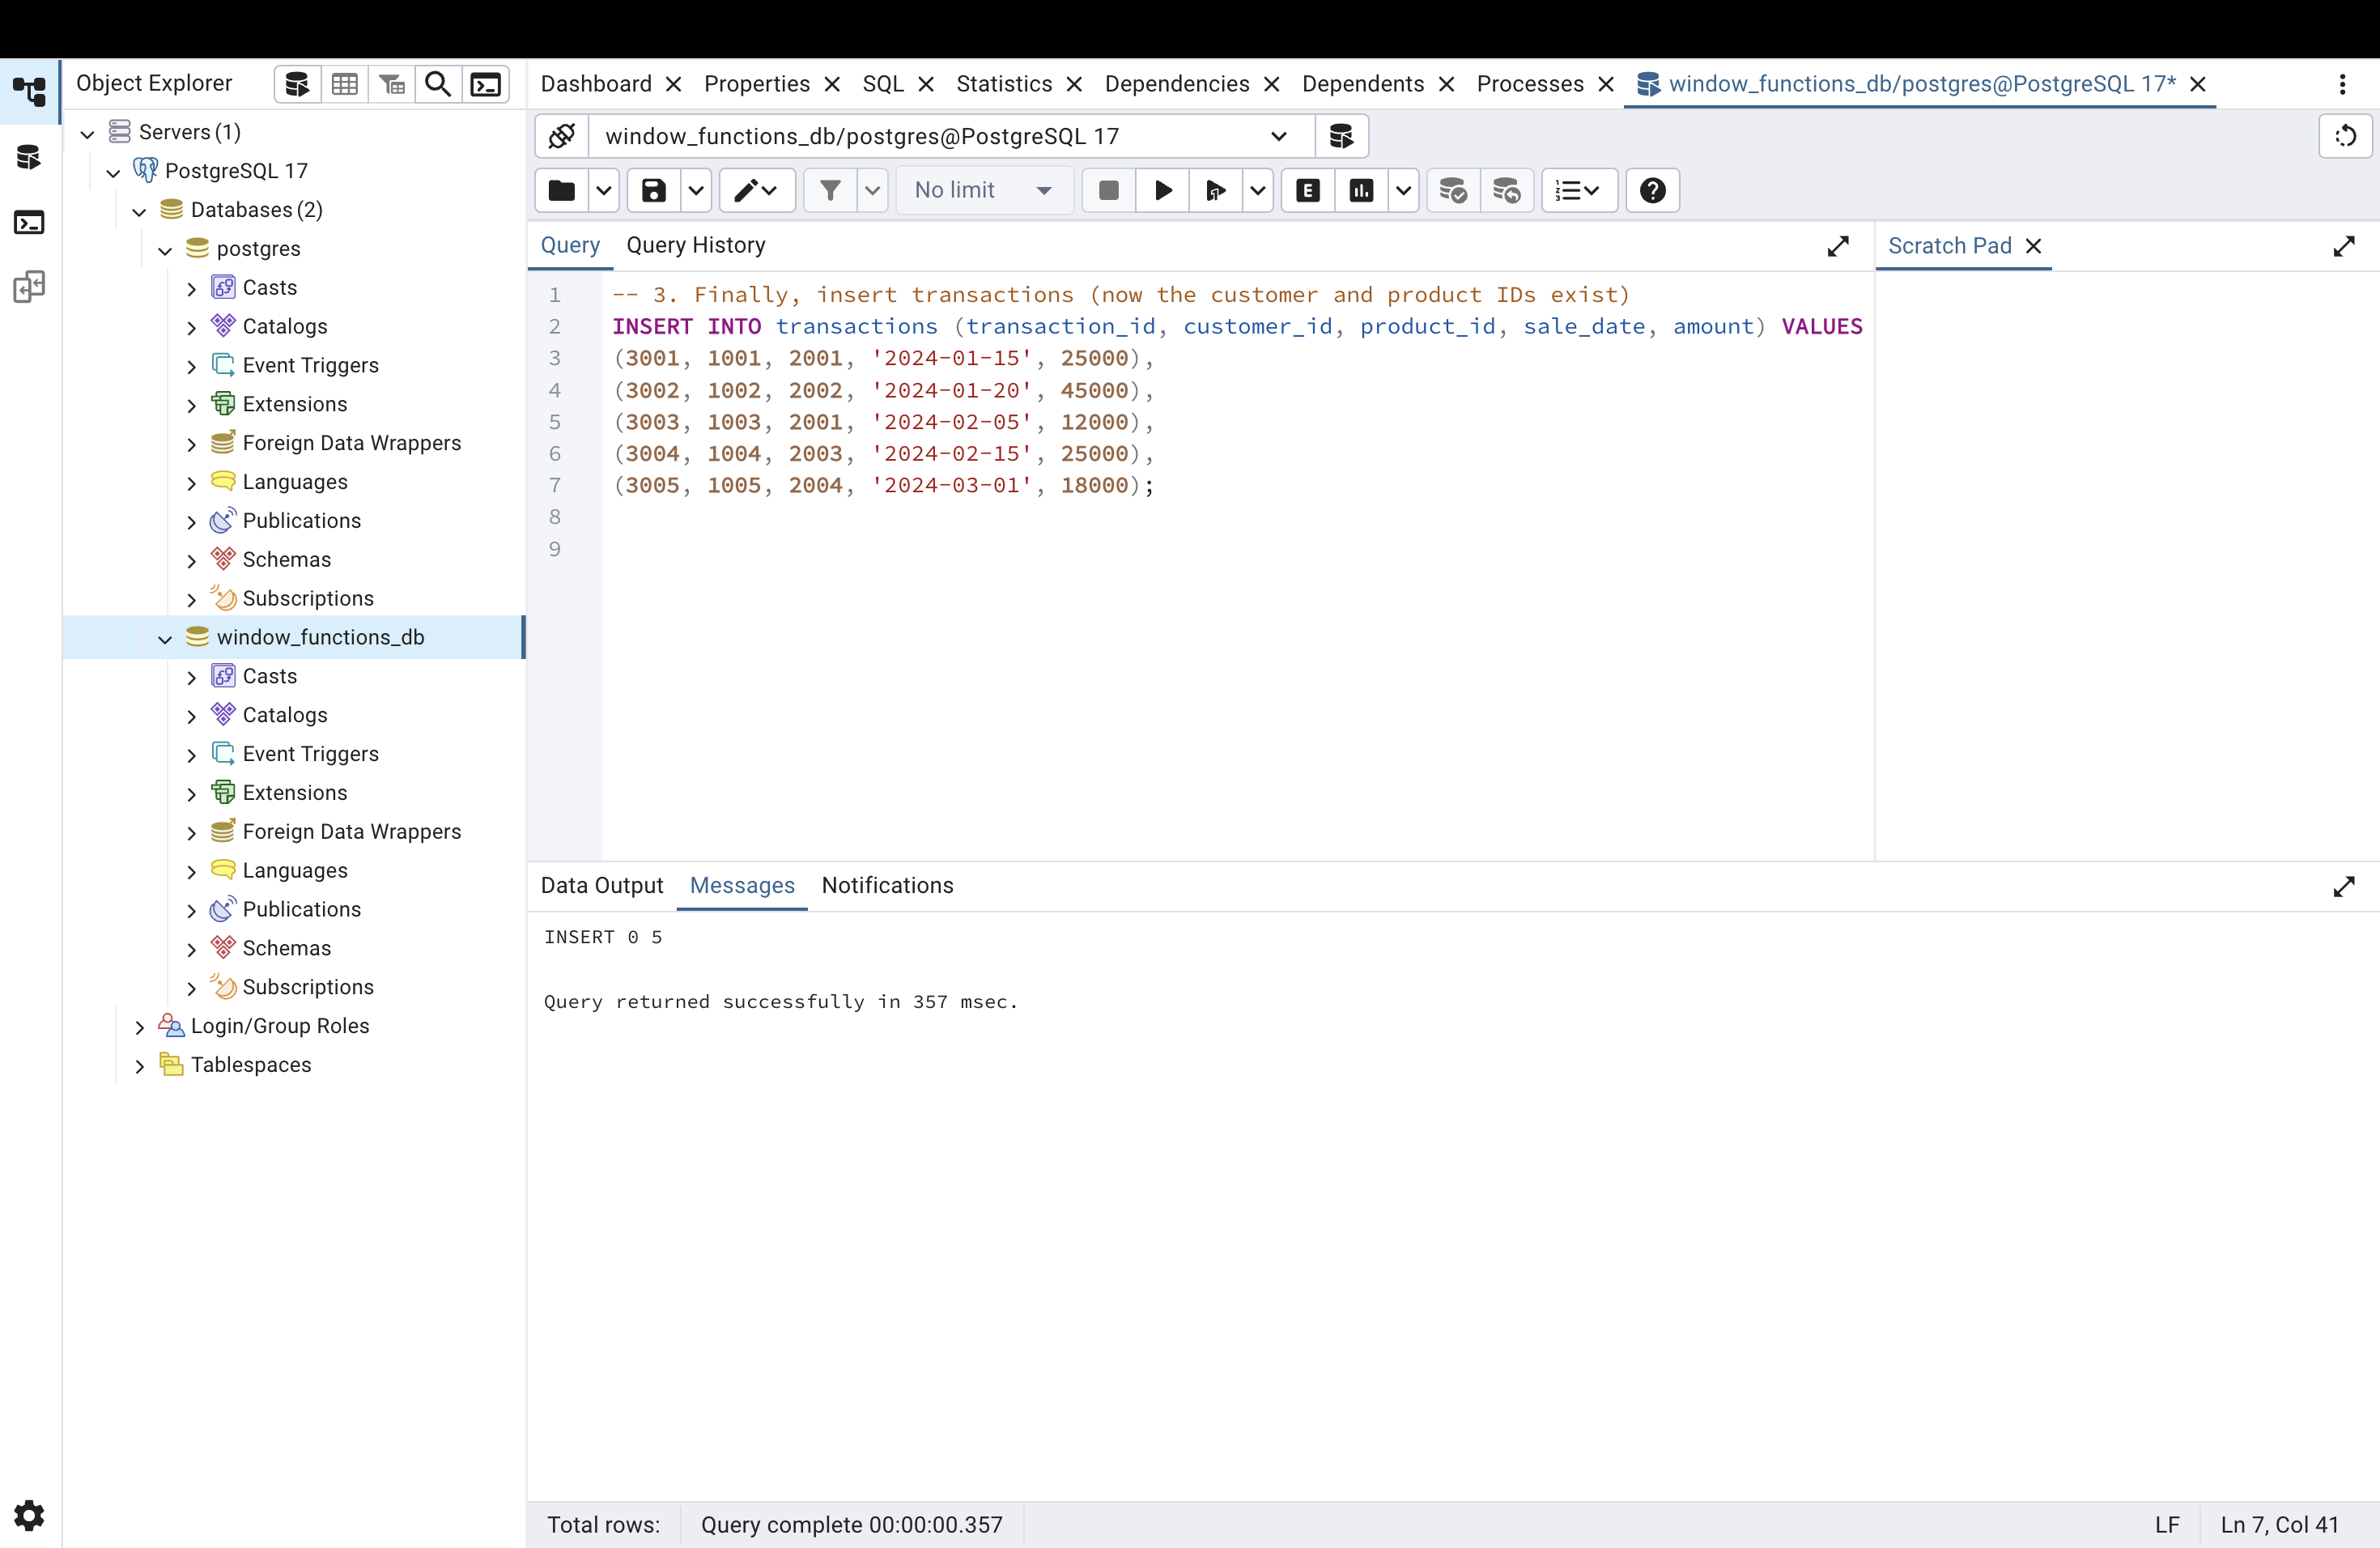 Object Explorer
Servers (1)
PostgreSQL 17
Databases (2)
postgres
Casts
Catalogs
Event Triggers
Extensions
Foreign Data Wrappers
Languages
Publications
Schemas
Subscriptions
window_functions_db
Casts
Catalogs
Event Triggers
Extensions
Foreign Data Wrappers
Languages
Publications
Schemas
Subscriptions
Login/Group Roles
Tablespaces
Dashboard Properties SQL Statistics Dependencies Dependents Processes window_functions_db/postgres@PostgreSQL 17*
window_functions_db/postgres@PostgreSQL 17
No limit E
Query Query History
1 -- 3. Finally, insert transactions (now the customer and product IDs exist)
2 INSERT INTO transactions (transaction_id, customer_id, product_id, sale_date, amount) VALUES
3 (3001, 1001, 2001, '2024-01-15', 25000),
4 (3002, 1002, 2002, '2024-01-20', 45000),
5 (3003, 1003, 2001, '2024-02-05', 12000),
6 (3004, 1004, 2003, '2024-02-15', 25000),
7 (3005, 1005, 2004, '2024-03-01', 18000);
8
9
Scratch Pad
Data Output Messages Notifications
INSERT 0 5
Query returned successfully in 357 msec.
Total rows: Query complete 00:00:00.357 LF Ln 7, Col 41